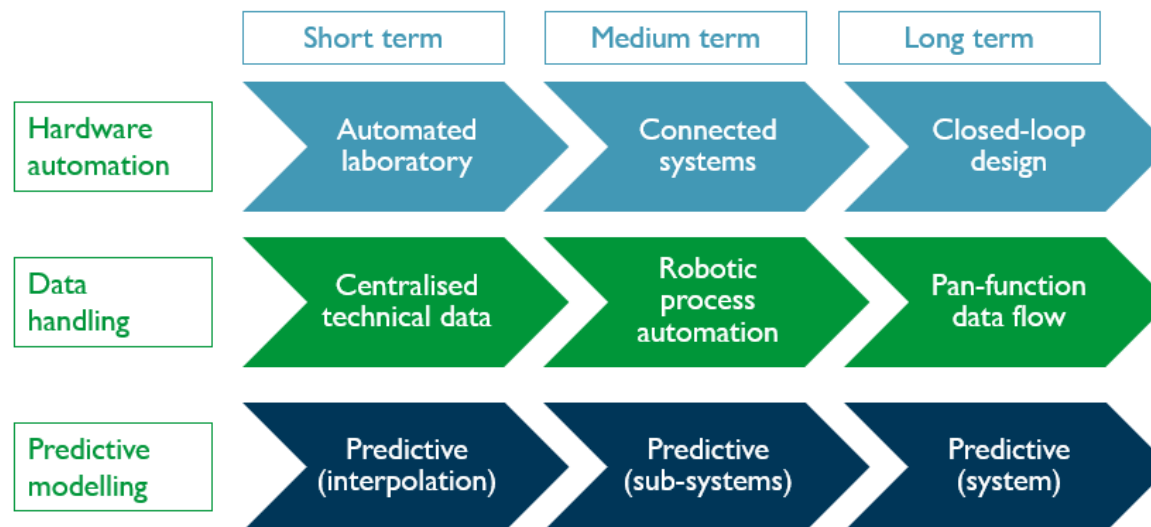 Short term
Medium term
Long term
Hardware
automation
Automated
laboratory
Connected
systems
Closed-loop
design
Data
handling
Centralised
technical data
Robotic
process
automation
Pan-function
data flow
Predictive
modelling
Predictive
(interpolation)
Predictive
(sub-systems)
Predictive
(system)